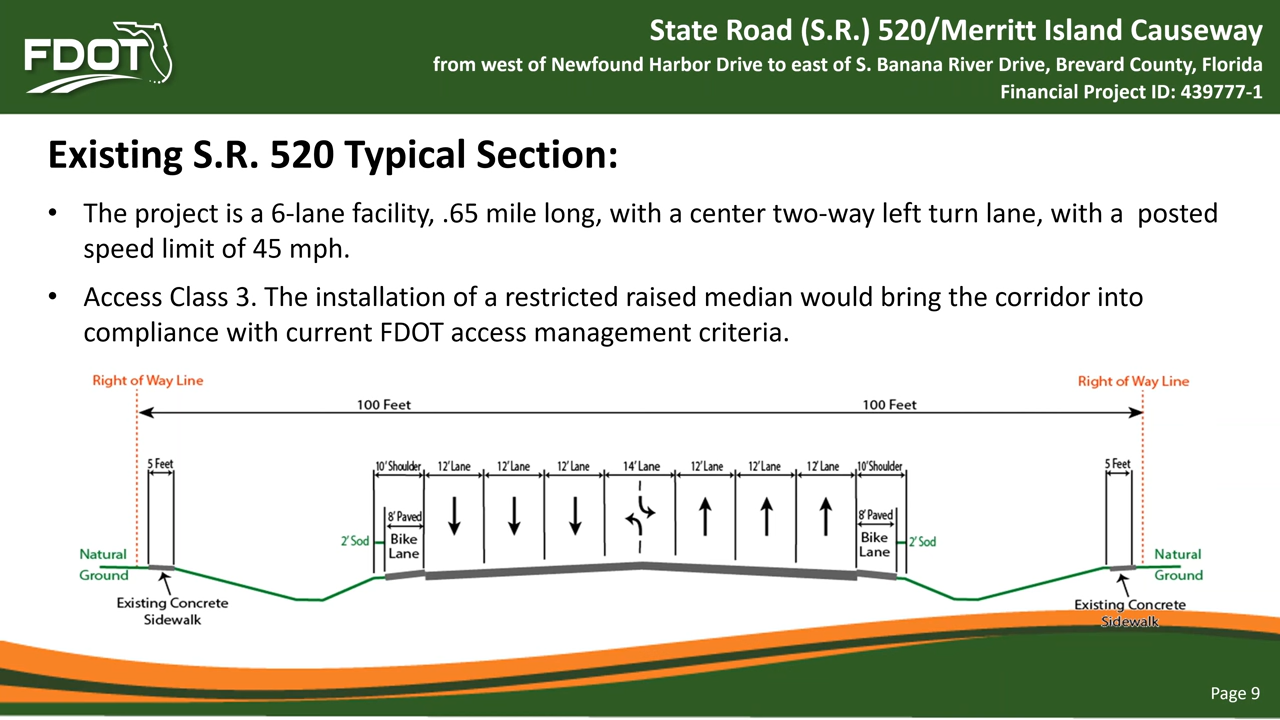 FDOT
State Road (S.R.) 520/Merritt Island Causeway
from west of Newfound Harbor Drive to east of S. Banana River Drive, Brevard County, Florida
Financial Project ID: 439777-1
Existing S.R. 520 Typical Section:
• The project is a 6-lane facility, .65 mile long, with a center two-way left turn lane, with a  posted
speed limit of 45 mph.
• Access Class 3. The installation of a restricted raised median would bring the corridor into
compliance with current FDOT access management criteria.
Right of Way Line
Right of Way Line
100 Feet
100 Feet
5 Feet
10' Shoulder
12' Lane
12' Lane
12' Lane
14' Lane
12' Lane
12' Lane
12' Lane
10' Shoulder
5 Feet
8' Paved
8' Paved
2' Sod
Bike
Lane
Bike
Lane
2' Sod
Natural
Ground
Natural
Ground
Existing Concrete
Sidewalk
Existing Concrete
Sidewalk
Page 9